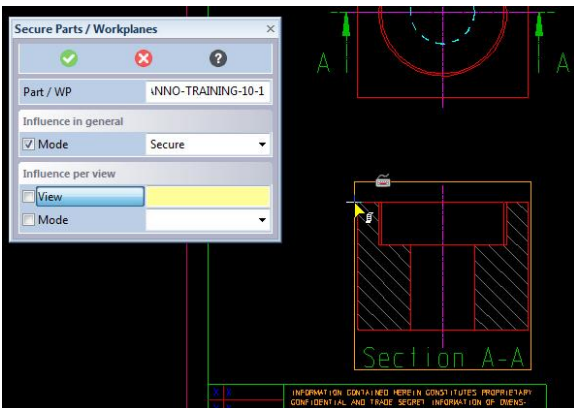 Secure Parts / Workplanes
Part / WP
NNO-TRAINING-10-1
Influence in general
Mode
Secure
Influence per view
View
Mode
A
A
Section A-A
INFORMATION CONTAINED HEREIN CONSTITUTES PROPRIETARY
CONFIDENTIAL AND TRADE SECRET INFORMATION OF OWENS-